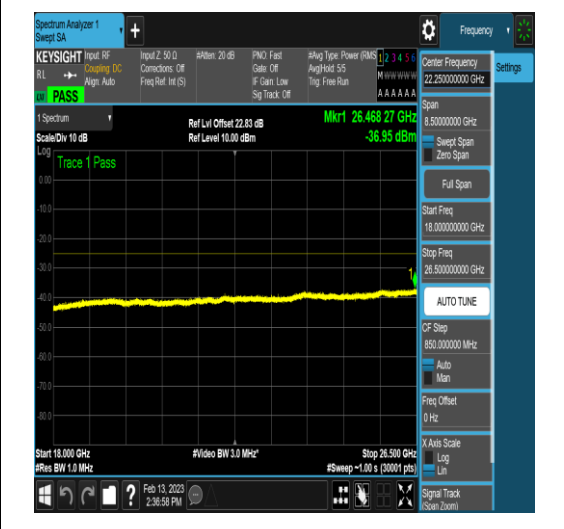 Spectrum Analyzer 1
Swept SA
Frequency
KEYSIGHT
RL
PASS
Input: RF
Coupling: DC
Align: Auto
Input Z: 50 Ω
Corrections: Off
Freq Ref: Int (S)
#Atten: 20 dB
PNO: Fast
Gate: Off
IF Gain: Low
Sig Track: Off
#Avg Type: Power (RMS
Avg|Hold: 5/5
Trig: Free Run
1 2 3 4 5 6
M W W W W W
A A A A A A
Center Frequency
22.250000000 GHz
Settings
1 Spectrum
Scale/Div 10 dB
Ref Lvl Offset 22.83 dB
Ref Level 10.00 dBm
Mkr1 26.468 27 GHz
-36.95 dBm
Span
8.50000000 GHz
Swept Span
Zero Span
Full Span
Start Freq
18.000000000 GHz
Stop Freq
26.500000000 GHz
AUTO TUNE
CF Step
850.000000 MHz
Auto
Man
Freq Offset
0 Hz
X Axis Scale
Log
Lin
Signal Track
(Span Zoom)
Log
Trace 1 Pass
0.00
-10.0
-20.0
-30.0
1
-40.0
-50.0
-60.0
-70.0
-80.0
Start 18.000 GHz
#Res BW 1.0 MHz
#Video BW 3.0 MHz*
Stop 26.500 GHz
#Sweep ~1.00 s (30001 pts)
?
Feb 13, 2023
2:36:58 PM